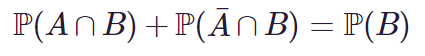 ℙ(A ∩ B) + ℙ(Ā ∩ B) = ℙ(B)